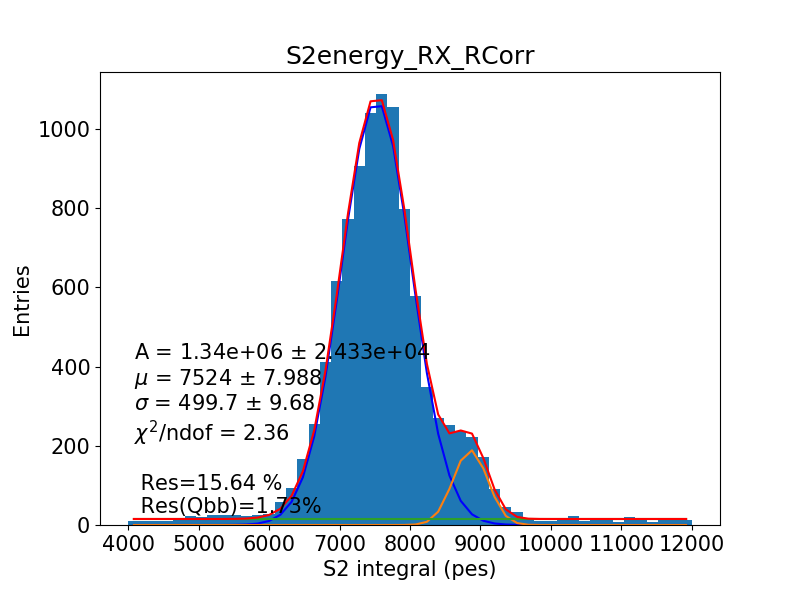 S2energy_RX_RCorr
Entries
1000
800
600
400
200
0
A = 1.34e+06 ± 2.433e+04
μ = 7524 ± 7.988
σ = 499.7 ± 9.68
χ²/ndof = 2.36
Res=15.64 %
Res(Qbb)=1.73%
4000 5000 6000 7000 8000 9000 10000 11000 12000
S2 integral (pes)